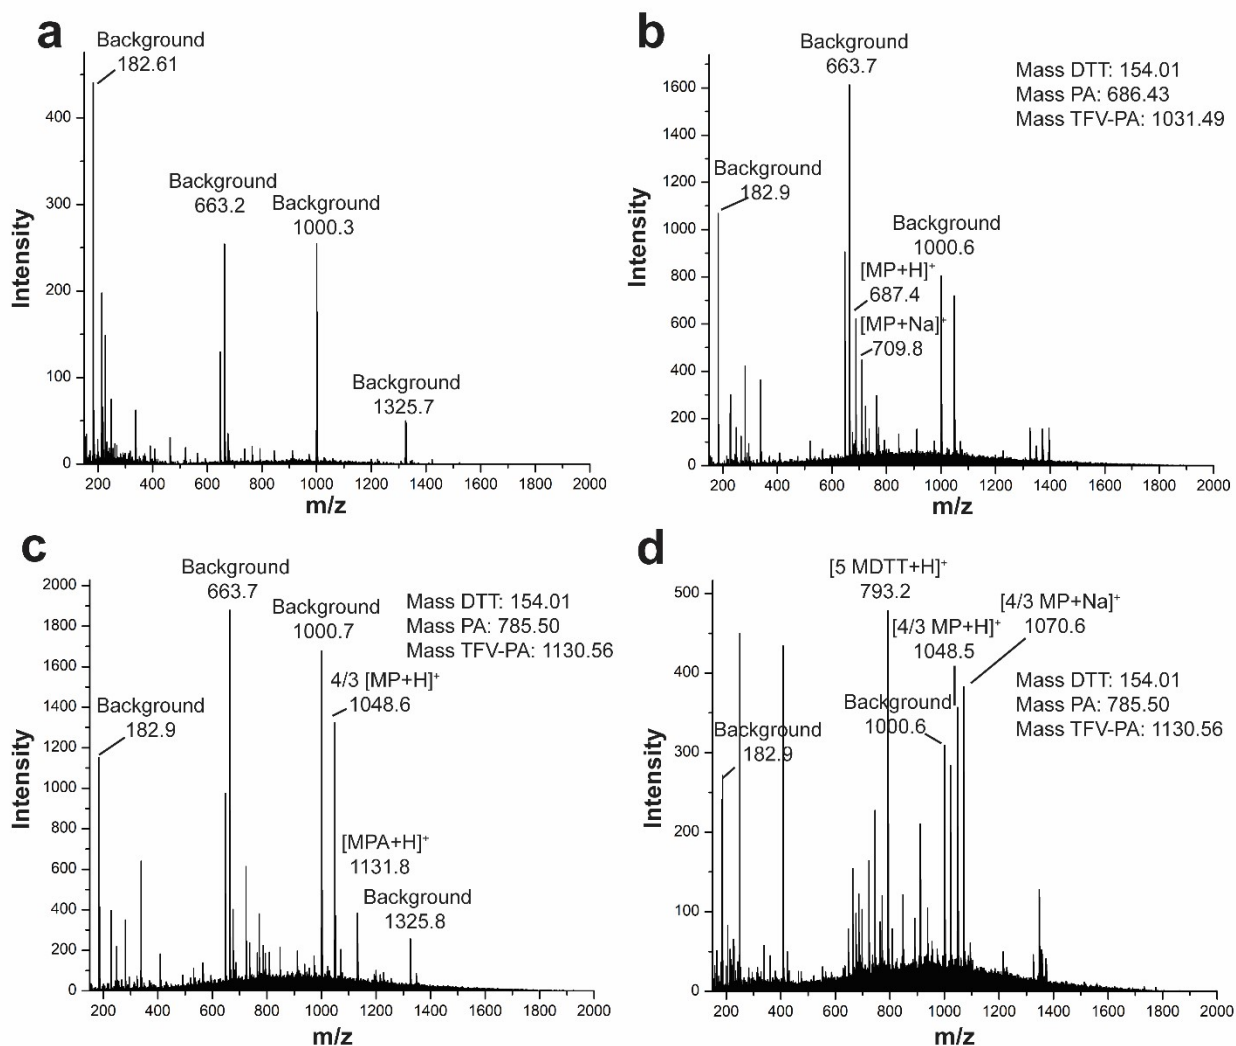 a
Background
182.61
Background
663.2
Background
1000.3
Background
1325.7
400
300
200
100
0
200 400 600 800 1000 1200 1400 1600 1800 2000
Intensity
m/z
b
Background
663.7
Mass DTT: 154.01
Mass PA: 686.43
Mass TFV-PA: 1031.49
Background
182.9
Background
1000.6
[MP+H]⁺
687.4
[MP+Na]⁺
709.8
1600
1400
1200
1000
800
600
400
200
0
200 400 600 800 1000 1200 1400 1600 1800 2000
Intensity
m/z
c
Background
663.7
Background
1000.7
Mass DTT: 154.01
Mass PA: 785.50
Mass TFV-PA: 1130.56
4/3 [MP+H]⁺
1048.6
Background
182.9
[MPA+H]⁺
1131.8
Background
1325.8
2000
1800
1600
1400
1200
1000
800
600
400
200
0
200 400 600 800 1000 1200 1400 1600 1800 2000
Intensity
m/z
d
[5 MDTT+H]⁺
793.2
[4/3 MP+Na]⁺
1070.6
[4/3 MP+H]⁺
1048.5
Mass DTT: 154.01
Mass PA: 785.50
Mass TFV-PA: 1130.56
Background
1000.6
Background
182.9
500
400
300
200
100
0
200 400 600 800 1000 1200 1400 1600 1800 2000
Intensity
m/z